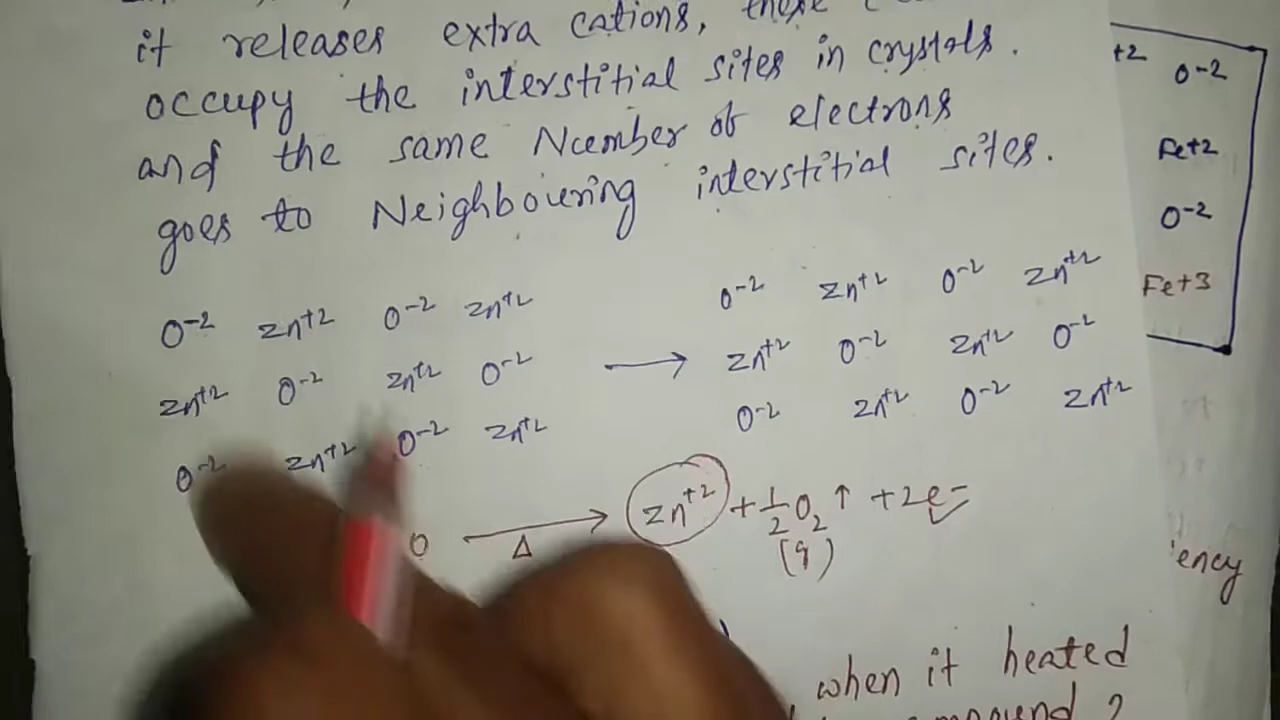 it releases extra cations, these
occupy the interstitial sites in crystals.
and the same Number of electrons
goes to Neighbouring interstitial sites.
O-2 Zn+2 O-2 Zn+2
Zn+2 O-2 Zn+2 O-2
O-2 Zn+2 O-2 Zn+2
→
O-2 Zn+2 O-2 Zn+2
Zn+2 O-2 Zn+2 O-2
O-2 Zn+2 O-2 Zn+2
O →Δ Zn+2 + 1/2 O2 ↑ + 2e-
(g)
when it heated
?
+2 O-2
Fe+2
O-2
Fe+3
iency